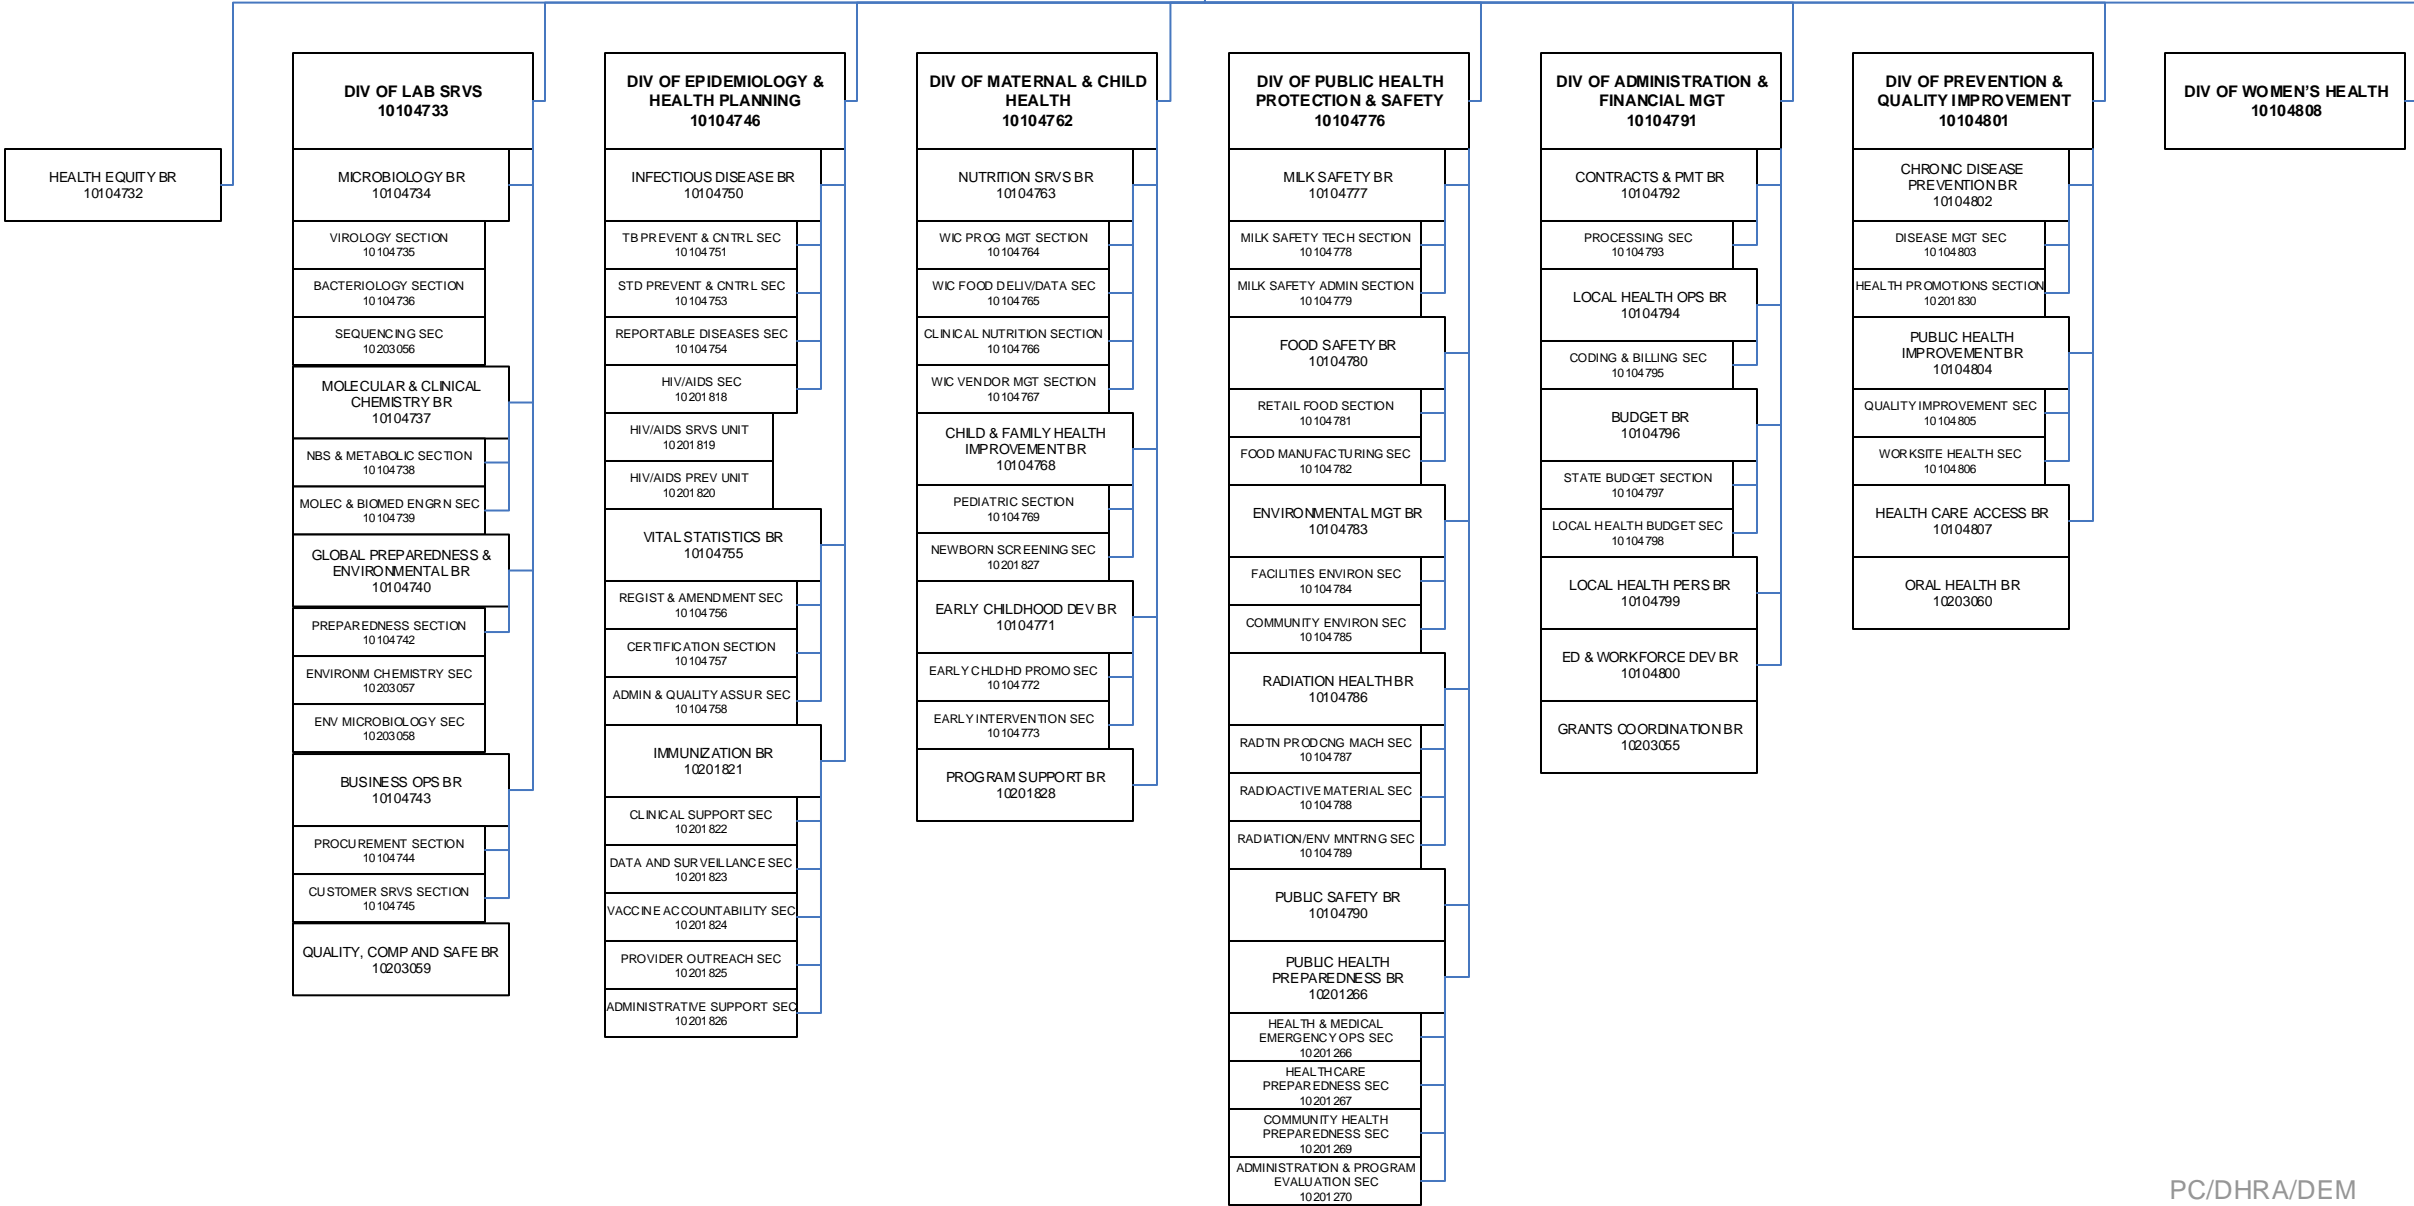 HEALTH EQUITY BR
10104732
DIV OF LAB SRVS
10104733
MICROBIOLOGY BR
10104734
VIROLOGY SECTION
10104735
BACTERIOLOGY SECTION
10104736
SEQUENCING SEC
10203056
MOLECULAR & CLINICAL
CHEMISTRY BR
10104737
NBS & METABOLIC SECTION
10104738
MOLEC & BIOMED ENGRN SEC
10104739
GLOBAL PREPAREDNESS &
ENVIRONMENTAL BR
10104740
PREPAREDNESS SECTION
10104742
ENVIRONM CHEMISTRY SEC
10203057
ENV MICROBIOLOGY SEC
10203058
BUSINESS OPS BR
10104743
PROCUREMENT SECTION
10104744
CUSTOMER SRVS SECTION
10104745
QUALITY, COMP AND SAFE BR
10203059
DIV OF EPIDEMIOLOGY &
HEALTH PLANNING
10104746
INFECTIOUS DISEASE BR
10104750
TB PREVENT & CNTRL SEC
10104751
STD PREVENT & CNTRL SEC
10104753
REPORTABLE DISEASES SEC
10104754
HIV/AIDS SEC
10201818
HIV/AIDS SRVS UNIT
10201819
HIV/AIDS PREV UNIT
10201820
VITAL STATISTICS BR
10104755
REGIST & AMENDMENT SEC
10104756
CERTIFICATION SECTION
10104757
ADMIN & QUALITY ASSUR SEC
10104758
IMMUNIZATION BR
10201821
CLINICAL SUPPORT SEC
10201822
DATA AND SURVEILLANCE SEC
10201823
VACCINE ACCOUNTABILITY SEC
10201824
PROVIDER OUTREACH SEC
10201825
ADMINISTRATIVE SUPPORT SEC
10201826
DIV OF MATERNAL & CHILD
HEALTH
10104762
NUTRITION SRVS BR
10104763
WIC PROG MGT SECTION
10104764
WIC FOOD DELIV/DATA SEC
10104765
CLINICAL NUTRITION SECTION
10104766
WIC VENDOR MGT SECTION
10104767
CHILD & FAMILY HEALTH
IMPROVEMENT BR
10104768
PEDIATRIC SECTION
10104769
NEWBORN SCREENING SEC
10201827
EARLY CHILDHOOD DEV BR
10104771
EARLY CHLDHD PROMO SEC
10104772
EARLY INTERVENTION SEC
10104773
PROGRAM SUPPORT BR
10201828
DIV OF PUBLIC HEALTH
PROTECTION & SAFETY
10104776
MILK SAFETY BR
10104777
MILK SAFETY TECH SECTION
10104778
MILK SAFETY ADMIN SECTION
10104779
FOOD SAFETY BR
10104780
RETAIL FOOD SECTION
10104781
FOOD MANUFACTURING SEC
10104782
ENVIRONMENTAL MGT BR
10104783
FACILITIES ENVIRON SEC
10104784
COMMUNITY ENVIRON SEC
10104785
RADIATION HEALTH BR
10104786
RADTN PRODCNG MACH SEC
10104787
RADIOACTIVE MATERIAL SEC
10104788
RADIATION/ENV MNTRNG SEC
10104789
PUBLIC SAFETY BR
10104790
PUBLIC HEALTH
PREPAREDNESS BR
10201266
HEALTH & MEDICAL
EMERGENCY OPS SEC
10201266
HEALTHCARE
PREPAREDNESS SEC
10201267
COMMUNITY HEALTH
PREPAREDNESS SEC
10201269
ADMINISTRATION & PROGRAM
EVALUATION SEC
10201270
DIV OF ADMINISTRATION &
FINANCIAL MGT
10104791
CONTRACTS & PMT BR
10104792
PROCESSING SEC
10104793
LOCAL HEALTH OPS BR
10104794
CODING & BILLING SEC
10104795
BUDGET BR
10104796
STATE BUDGET SECTION
10104797
LOCAL HEALTH BUDGET SEC
10104798
LOCAL HEALTH PERS BR
10104799
ED & WORKFORCE DEV BR
10104800
GRANTS COORDINATION BR
10203055
DIV OF PREVENTION &
QUALITY IMPROVEMENT
10104801
CHRONIC DISEASE
PREVENTION BR
10104802
DISEASE MGT SEC
10104803
HEALTH PROMOTIONS SECTION
10201830
PUBLIC HEALTH
IMPROVEMENT BR
10104804
QUALITY IMPROVEMENT SEC
10104805
WORKSITE HEALTH SEC
10104806
HEALTH CARE ACCESS BR
10104807
ORAL HEALTH BR
10203060
DIV OF WOMEN'S HEALTH
10104808
PC/DHRA/DEM